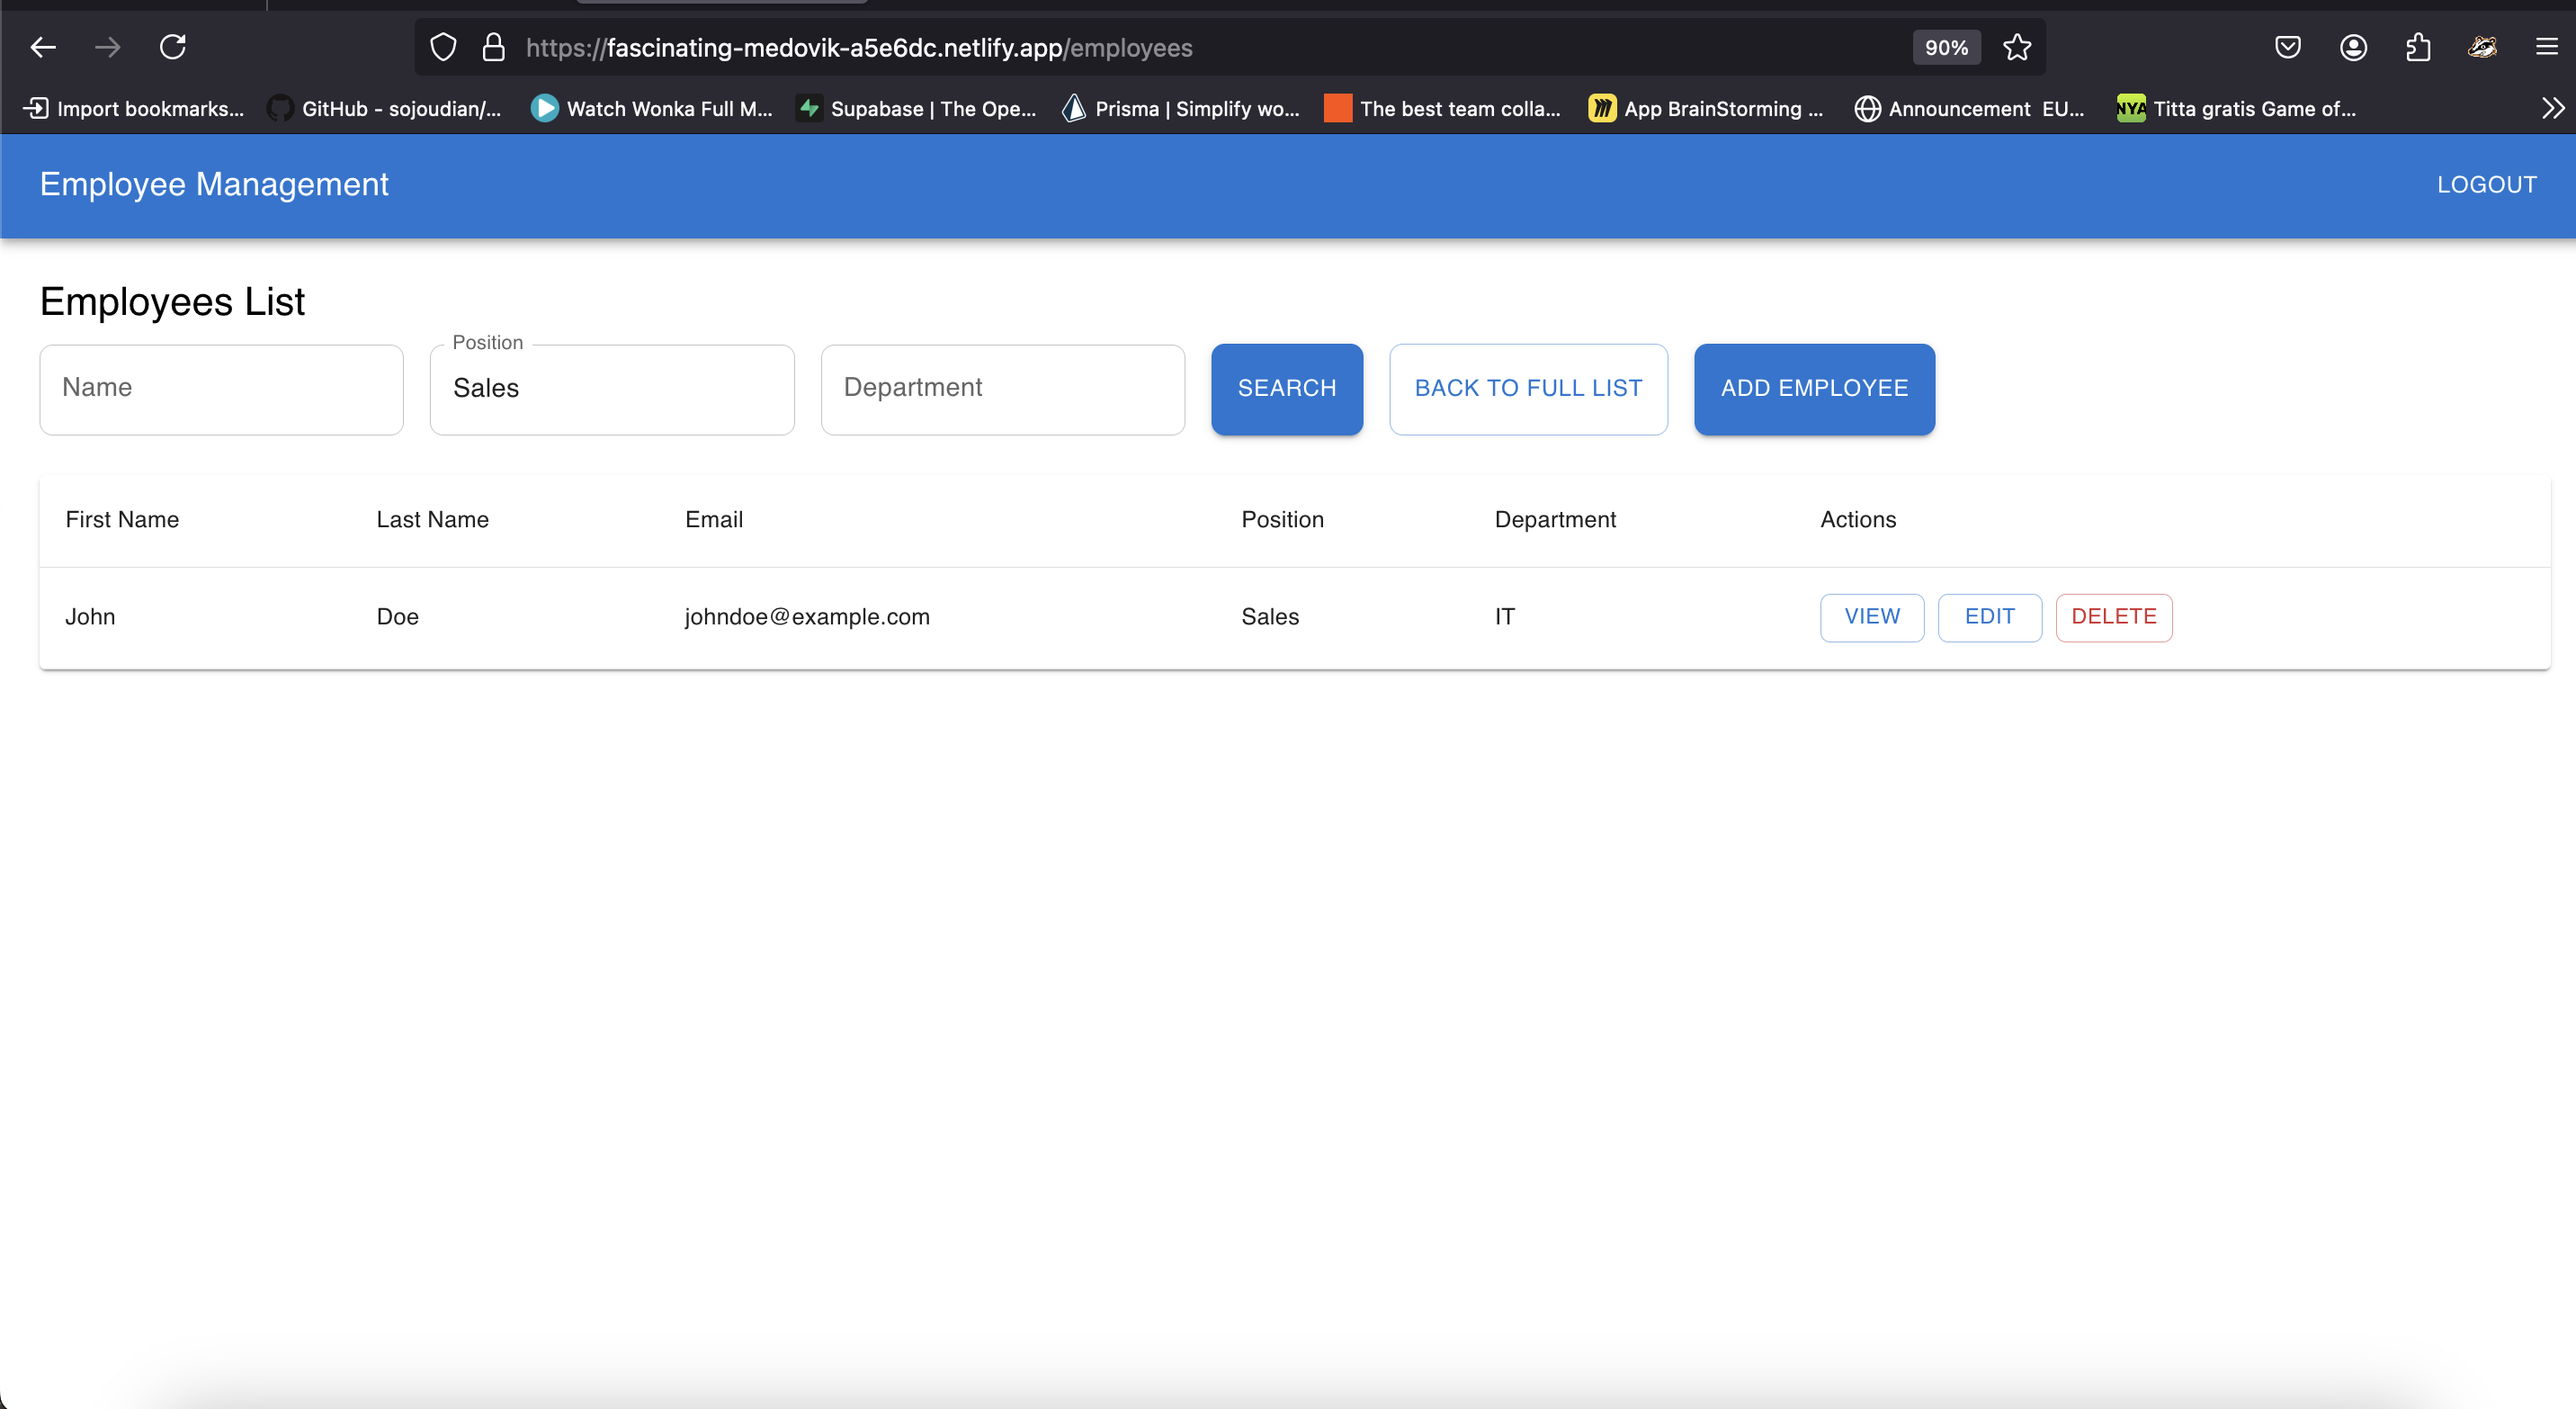 https://fascinating-medovik-a5e6dc.netlify.app/employees 90%
Import bookmarks... GitHub - sojoudian/... Watch Wonka Full M... Supabase | The Ope... Prisma | Simplify wo... The best team colla... App BrainStorming ... Announcement EU... NYA Titta gratis Game of...
Employee Management LOGOUT
Employees List
Name Position Sales Department SEARCH BACK TO FULL LIST ADD EMPLOYEE
First Name Last Name Email Position Department Actions
John Doe johndoe@example.com Sales IT VIEW EDIT DELETE